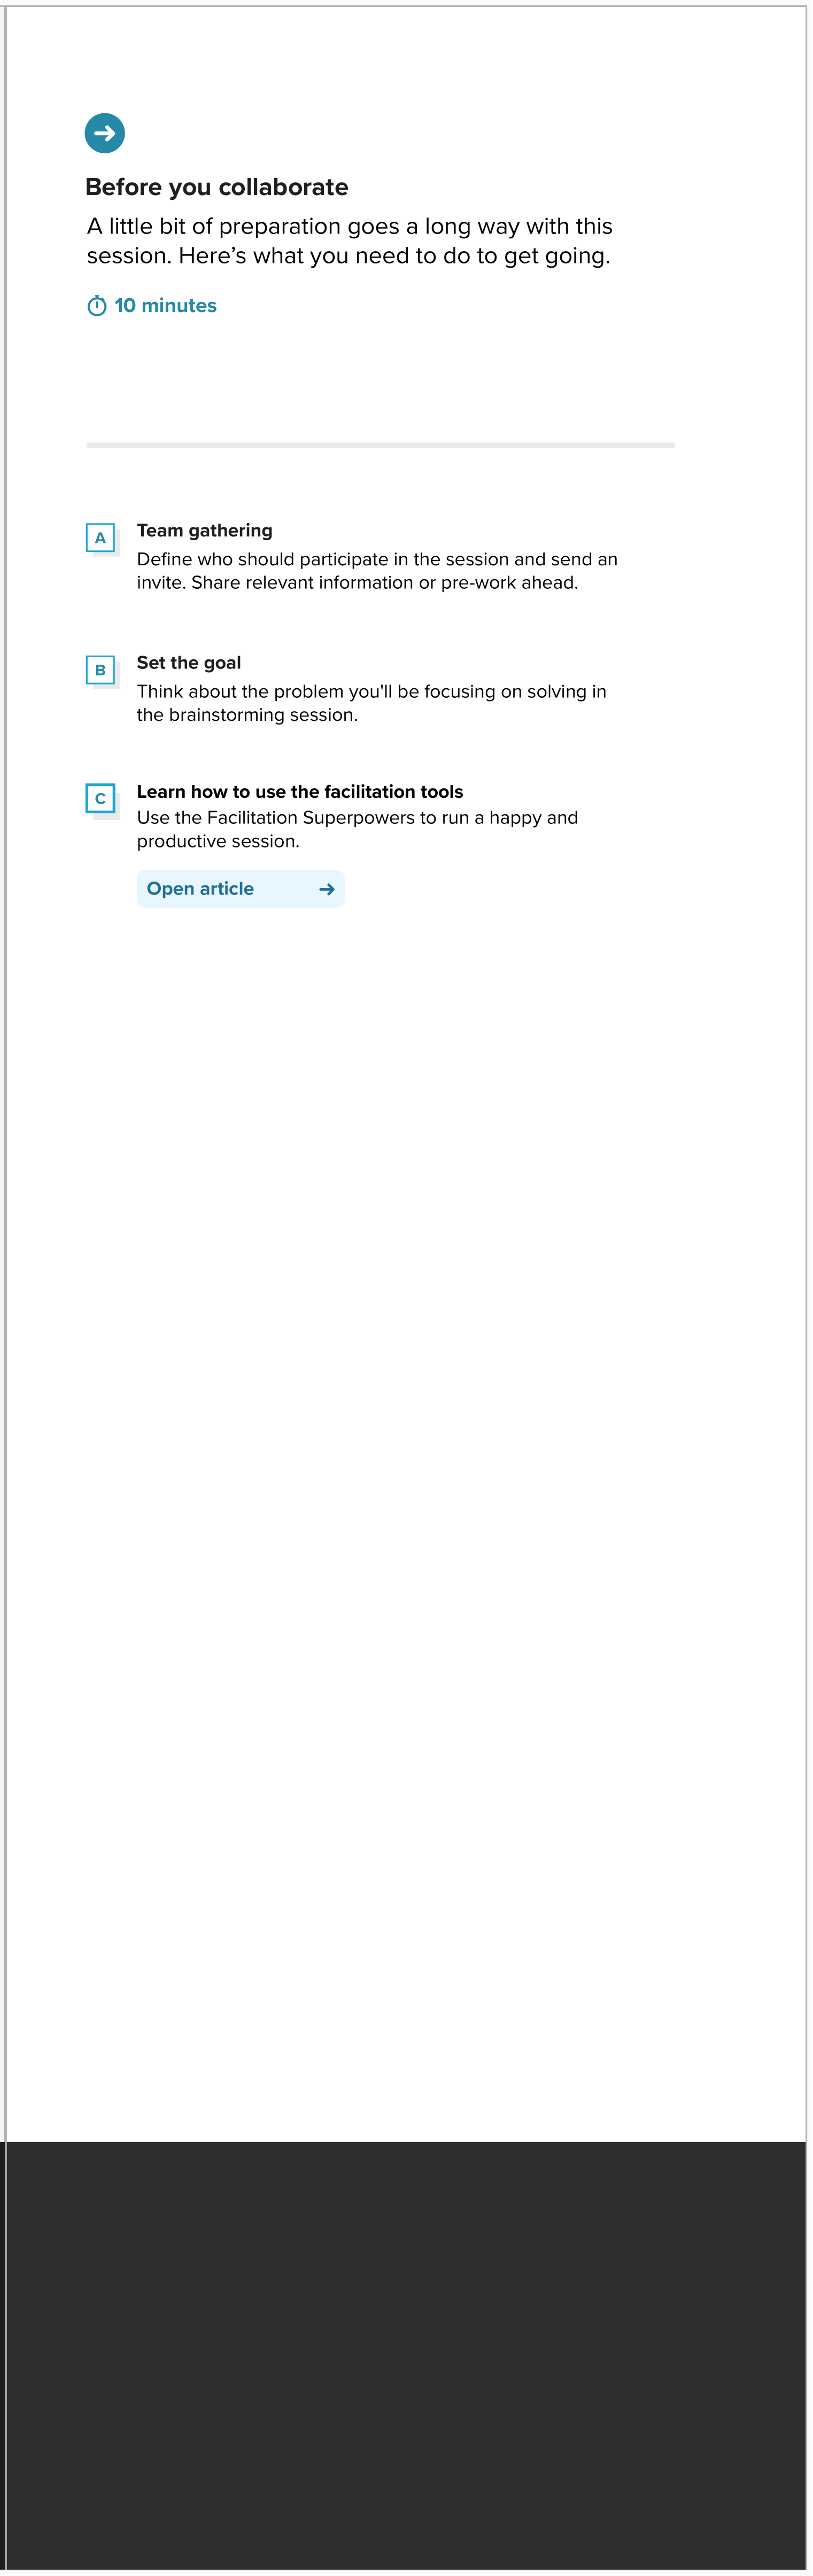 Before you collaborate
A little bit of preparation goes a long way with this
session. Here’s what you need to do to get going.
10 minutes
A
Team gathering
Define who should participate in the session and send an
invite. Share relevant information or pre-work ahead.
B
Set the goal
Think about the problem you'll be focusing on solving in
the brainstorming session.
C
Learn how to use the facilitation tools
Use the Facilitation Superpowers to run a happy and
productive session.
Open article